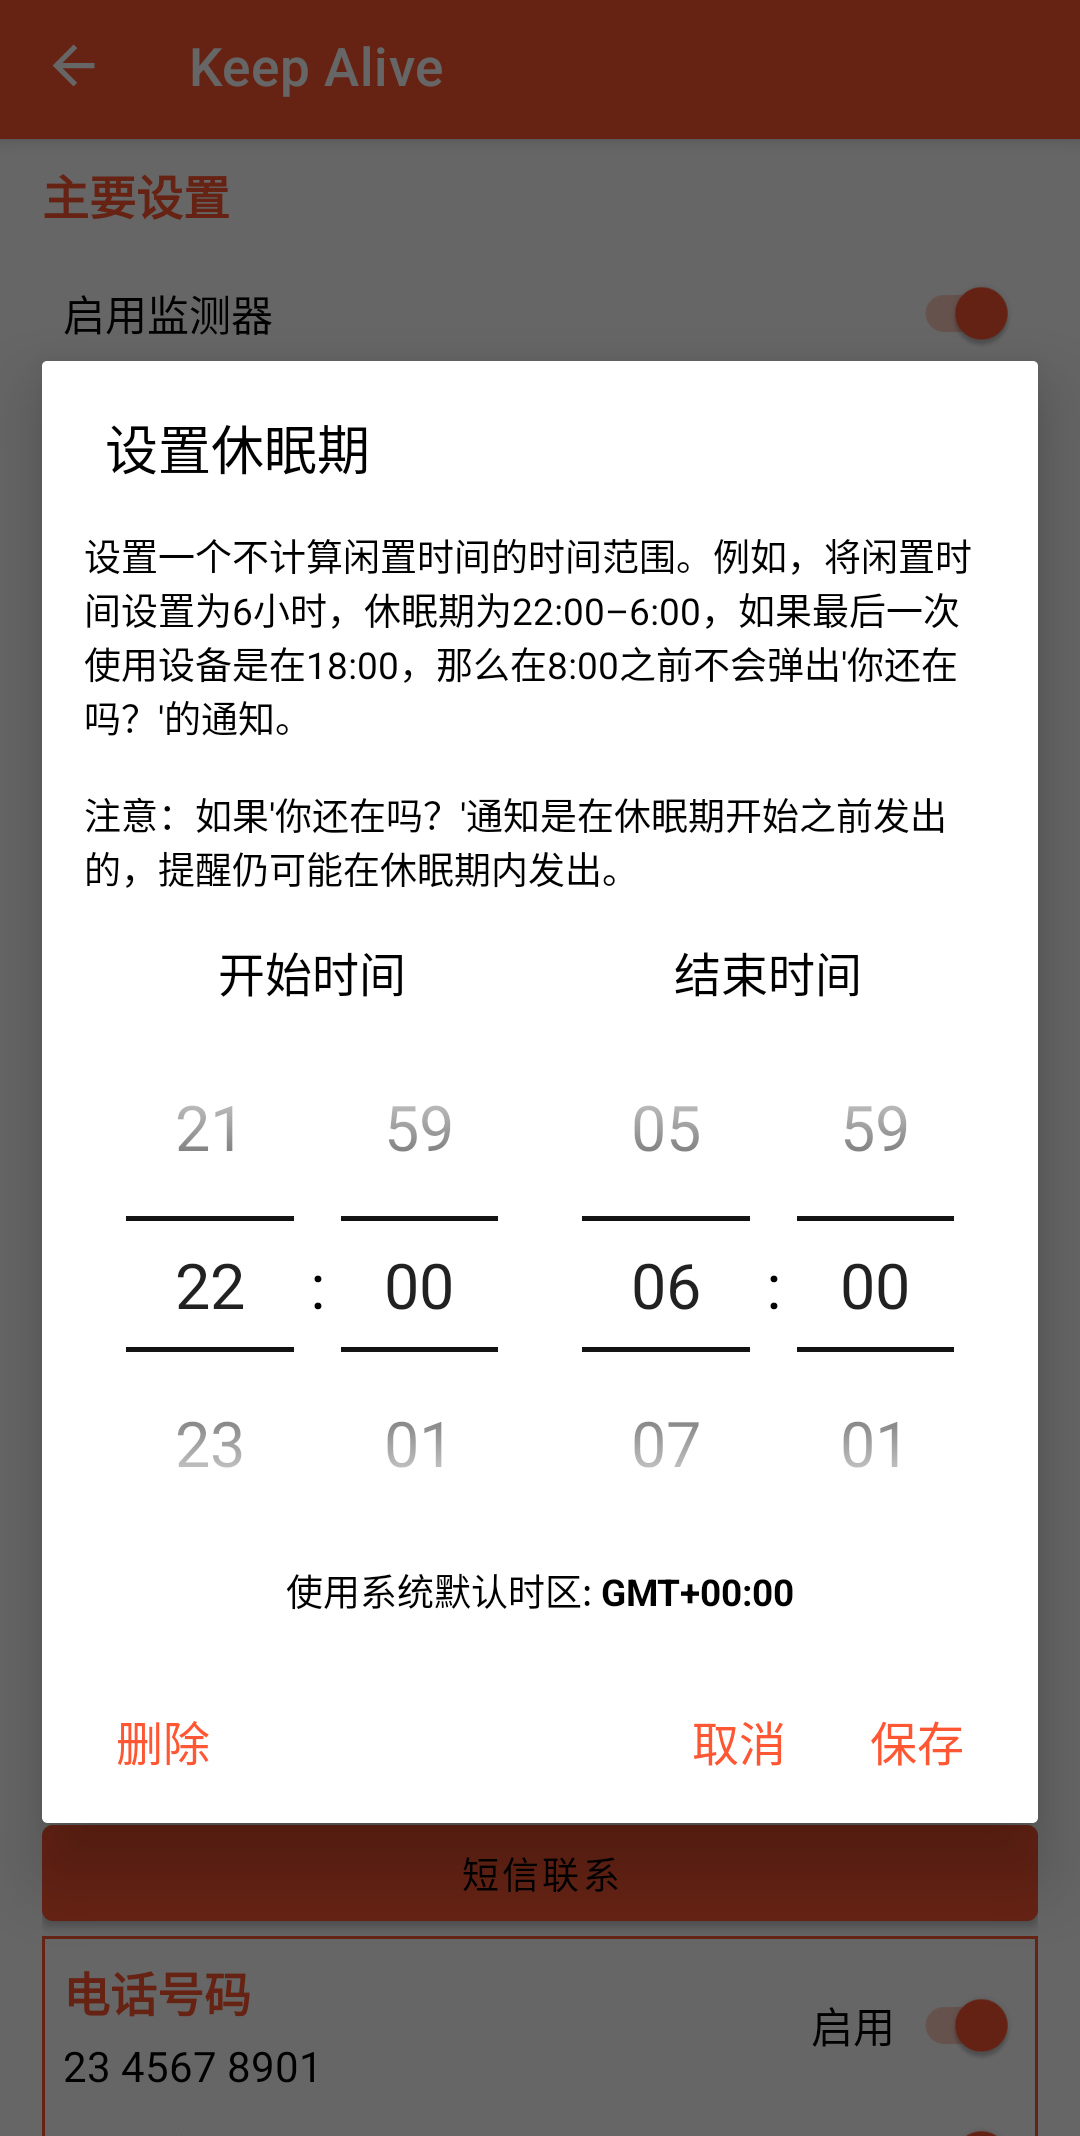 Keep Alive
主要设置
启用监测器
设置休眠期
设置一个不计算闲置时间的时间范围。例如，将闲置时
间设置为6小时，休眠期为22:00–6:00，如果最后一次
使用设备是在18:00，那么在8:00之前不会弹出'你还在
吗？'的通知。
注意：如果'你还在吗？'通知是在休眠期开始之前发出
的，提醒仍可能在休眠期内发出。
开始时间 结束时间
21 59 05 59
22 : 00 06 : 00
23 01 07 01
使用系统默认时区: GMT+00:00
删除 取消 保存
短信联系
电话号码
启用
23 4567 8901